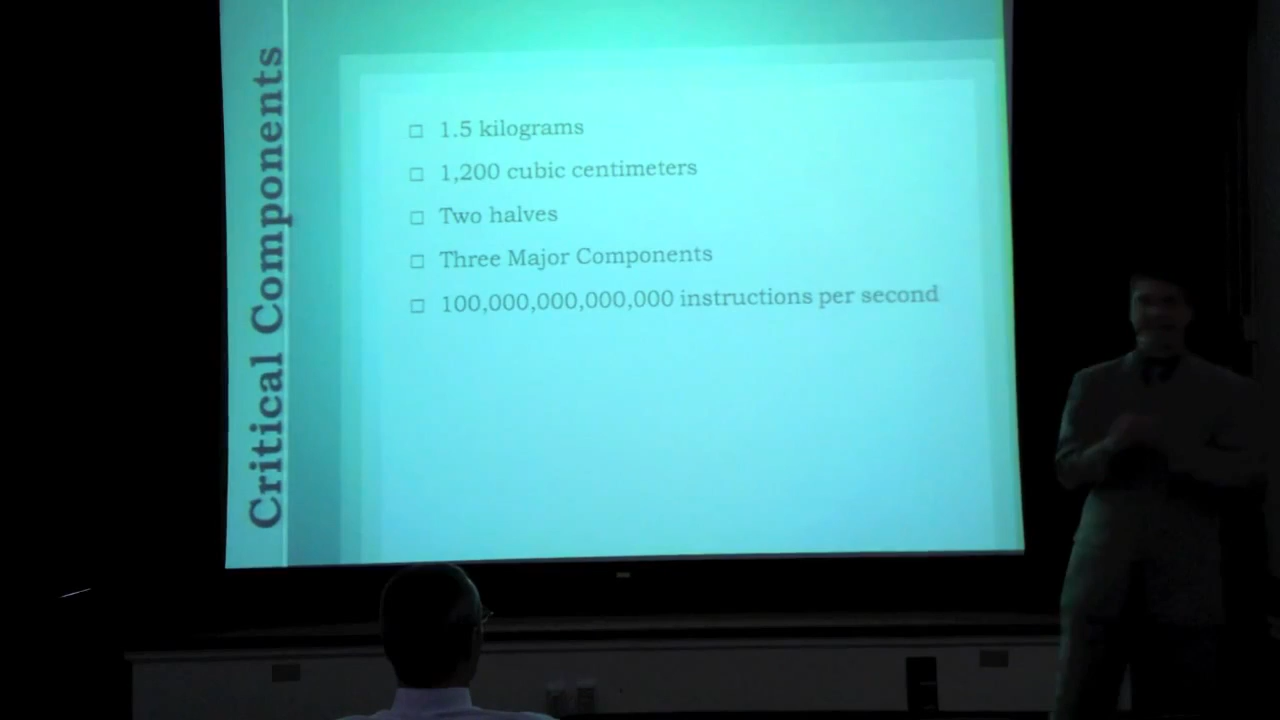 Critical Components
1.5 kilograms
1,200 cubic centimeters
Two halves
Three Major Components
100,000,000,000,000 instructions per second